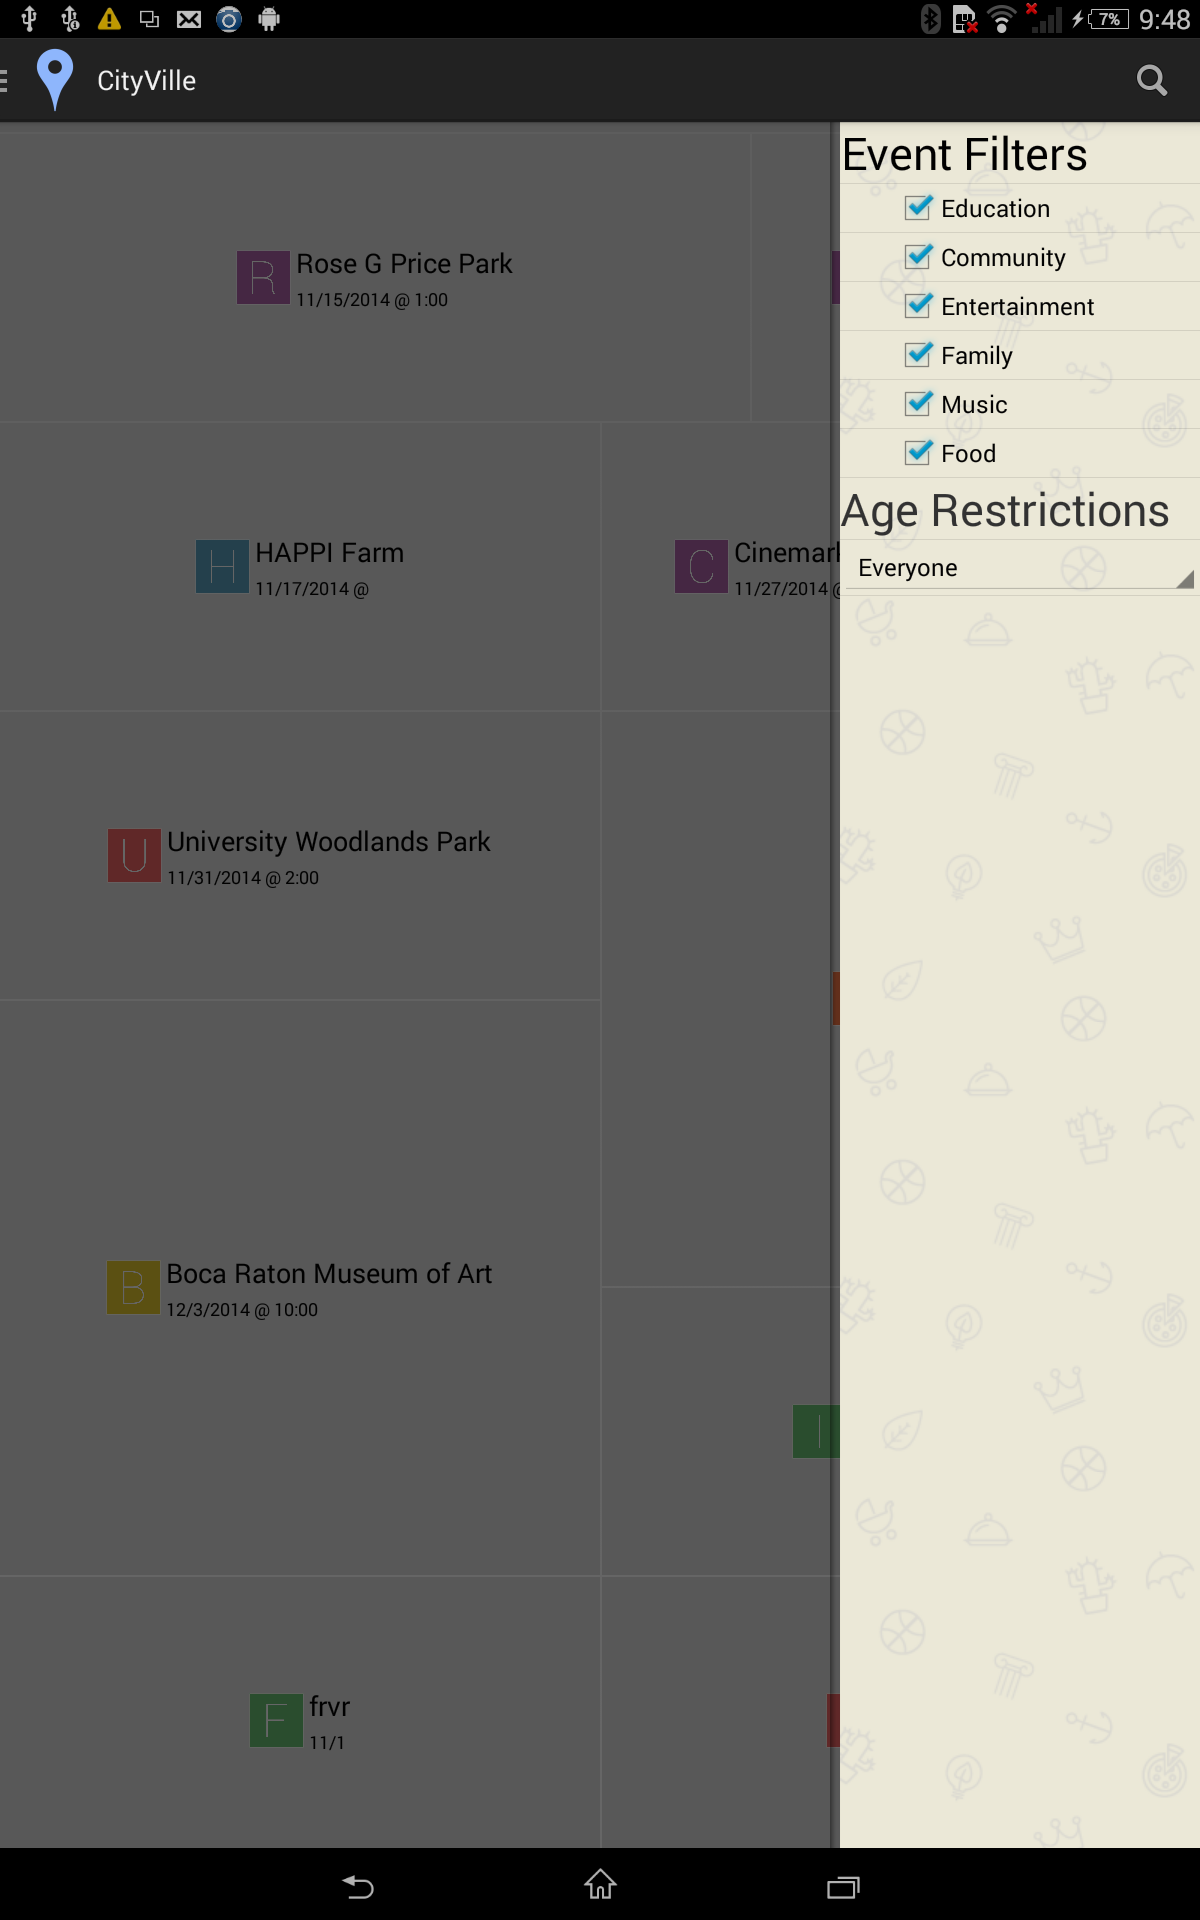 7%
9:48
CityVille
Event Filters
Education
Community
Entertainment
Family
Music
Food
Age Restrictions
Everyone
R
Rose G Price Park
11/15/2014 @ 1:00
H
HAPPI Farm
11/17/2014 @
C
Cinemark
11/27/2014 @
U
University Woodlands Park
11/31/2014 @ 2:00
B
Boca Raton Museum of Art
12/3/2014 @ 10:00
I
F
frvr
11/1